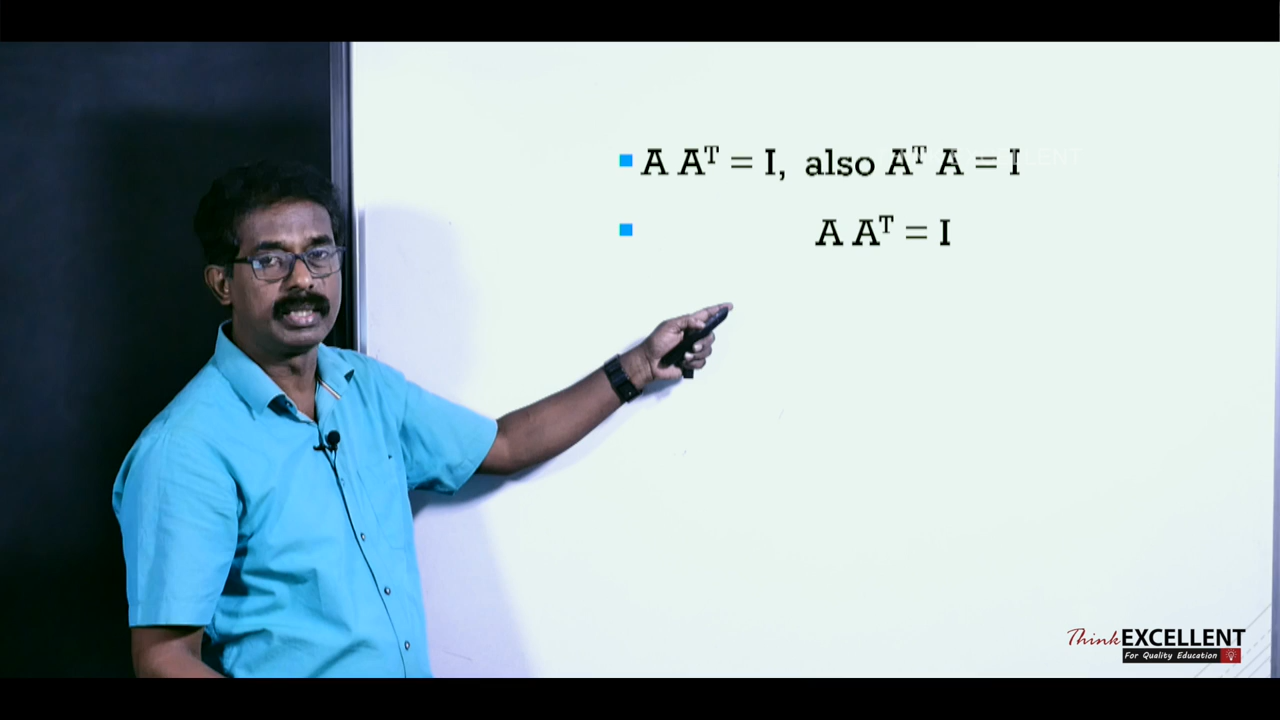 A Aᵀ = I, also Aᵀ A = I
A Aᵀ = I
Think EXCELLENT
For Quality Education